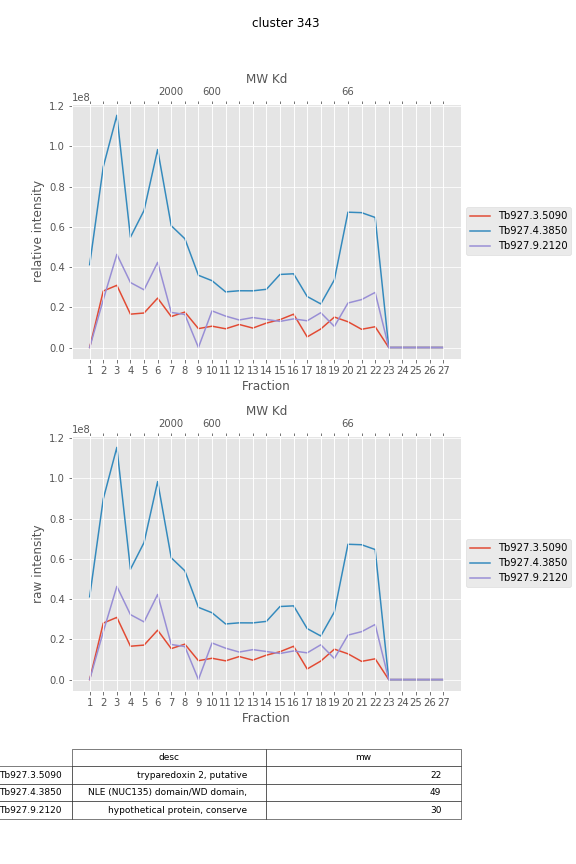 cluster 343
MW Kd
2000 600 66
1e8
1.2
1.0
0.8
0.6
0.4
0.2
0.0
relative intensity
1 2 3 4 5 6 7 8 9 10 11 12 13 14 15 16 17 18 19 20 21 22 23 24 25 26 27
Fraction
Tb927.3.5090
Tb927.4.3850
Tb927.9.2120
MW Kd
2000 600 66
1e8
1.2
1.0
0.8
0.6
0.4
0.2
0.0
raw intensity
1 2 3 4 5 6 7 8 9 10 11 12 13 14 15 16 17 18 19 20 21 22 23 24 25 26 27
Fraction
Tb927.3.5090
Tb927.4.3850
Tb927.9.2120
desc mw
Tb927.3.5090 tryparedoxin 2, putative 22
Tb927.4.3850 NLE (NUC135) domain/WD domain, 49
Tb927.9.2120 hypothetical protein, conserve 30